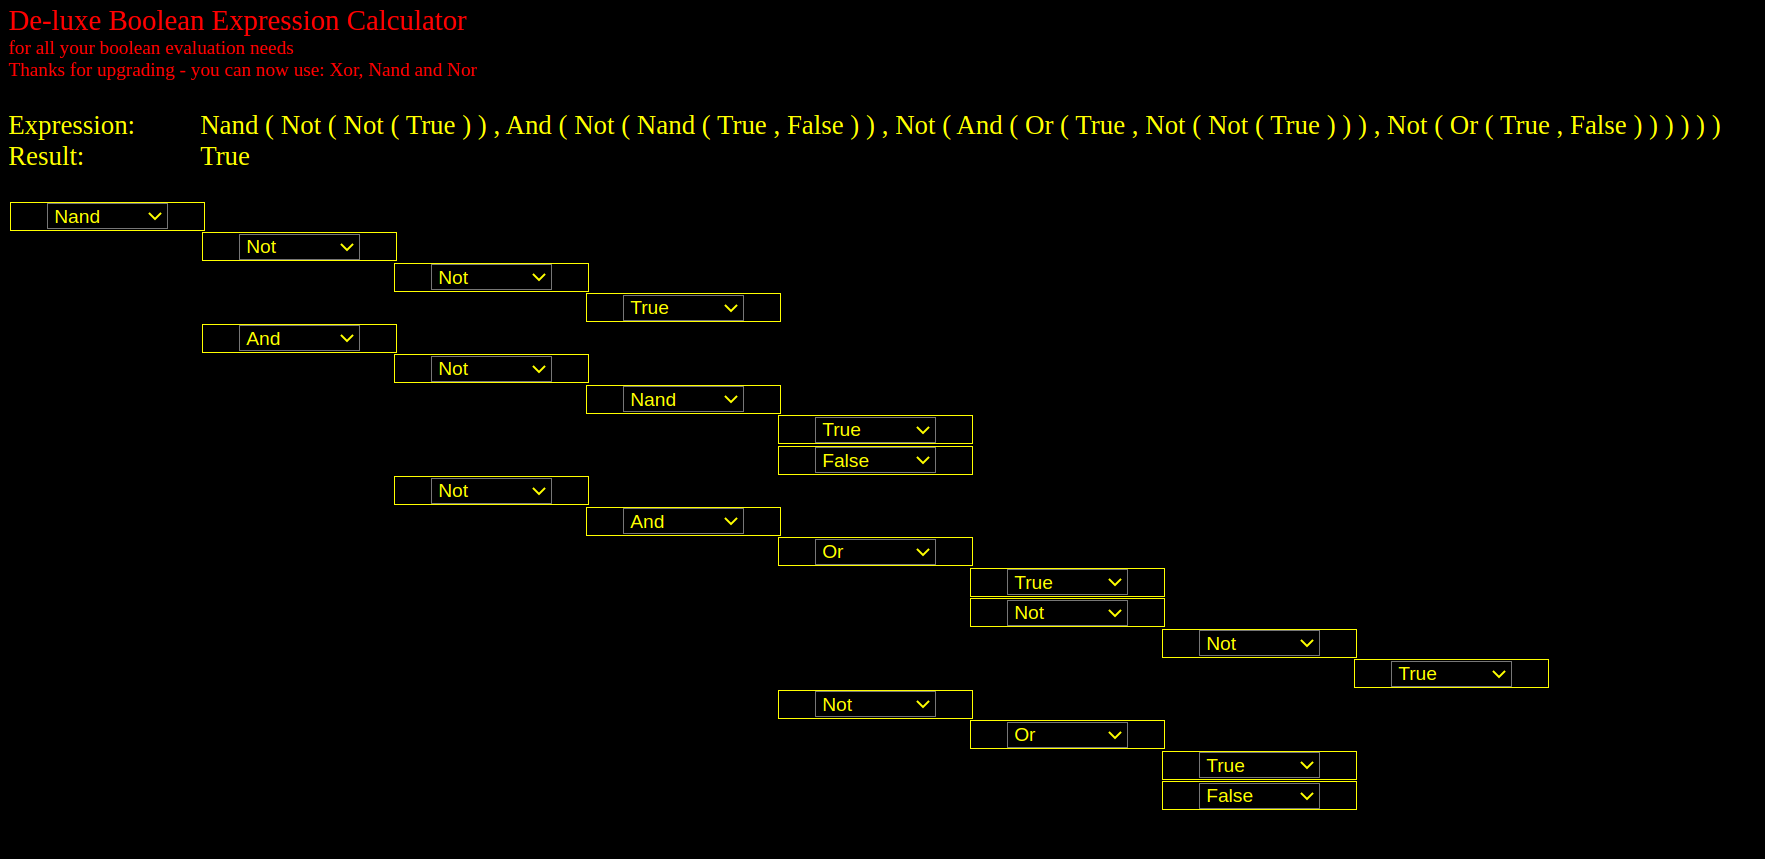 De-luxe Boolean Expression Calculator
for all your boolean evaluation needs
Thanks for upgrading - you can now use: Xor, Nand and Nor
Expression: Nand ( Not ( Not ( True ) ) , And ( Not ( Nand ( True , False ) ) , Not ( And ( Or ( True , Not ( Not ( True ) ) ) , Not ( Or ( True , False ) ) ) ) ) )
Result: True
Nand
Not
Not
True
And
Not
Nand
True
False
Not
And
Or
True
Not
Not
True
Not
Or
True
False